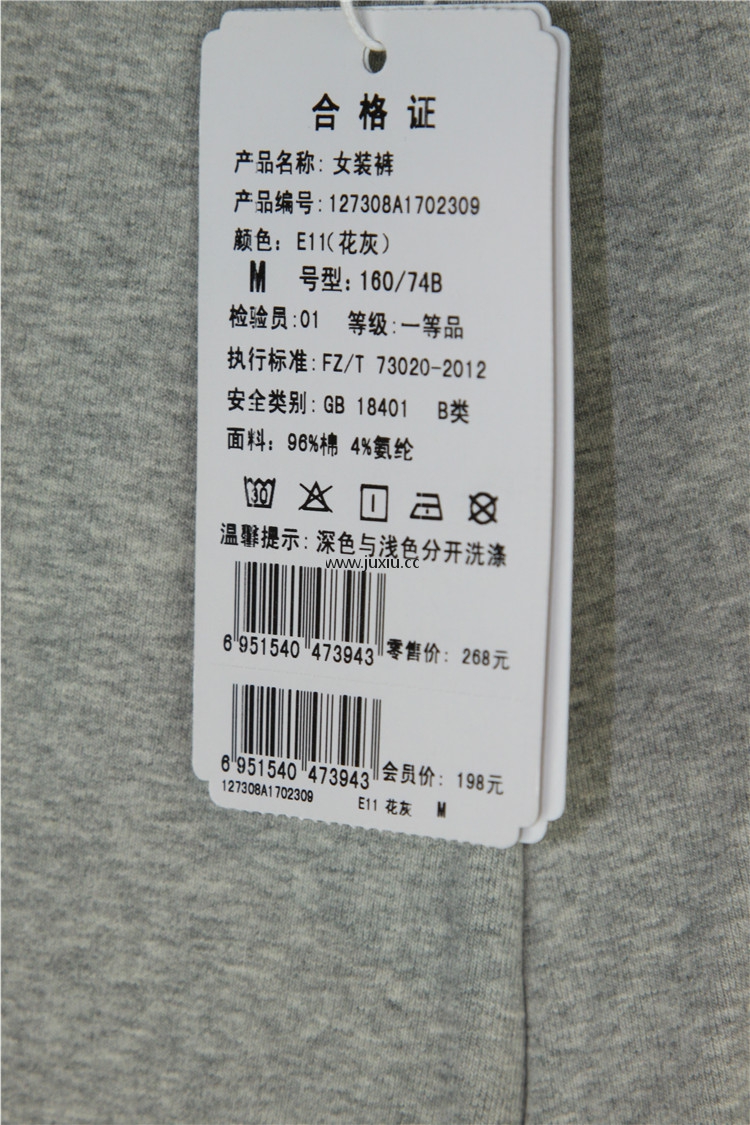 合格证
产品名称: 女装裤
产品编号: 127308A1702309
颜色: E11(花灰)
M 号型: 160/74B
检验员:01 等级:一等品
执行标准: FZ/T 73020-2012
安全类别: GB 18401 B类
面料: 96%棉 4%氨纶
30
温馨提示: 深色与浅色分开洗涤
www.juxiu.cc
6 951540 473943 零售价: 268元
6 951540 473943 会员价: 198元
127308A1702309 E11 花灰 M